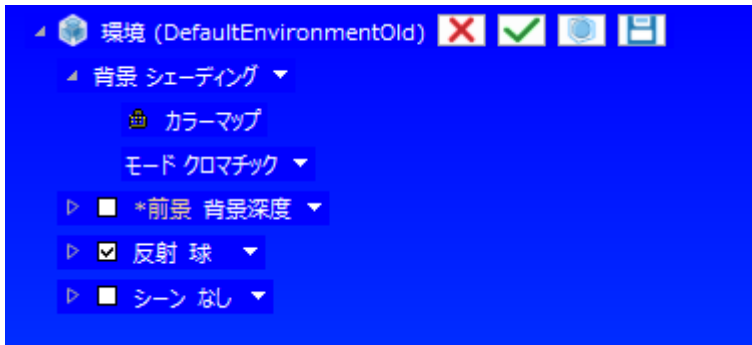 環境 (DefaultEnvironmentOld)
背景 シェーディング
カラーマップ
モード クロマチック
*前景 背景深度
反射 球
シーン なし